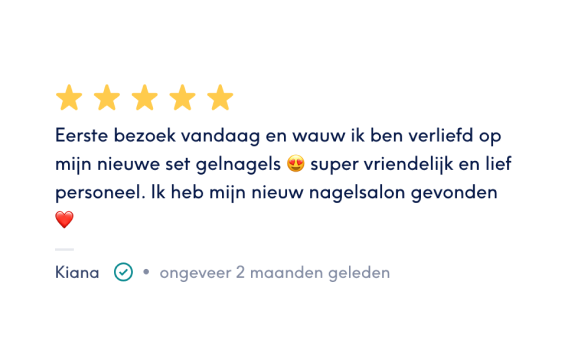 Eerste bezoek vandaag en wauw ik ben verliefd op
mijn nieuwe set gelnagels 😍 super vriendelijk en lief
personeel. Ik heb mijn nieuw nagelsalon gevonden
❤️
Kiana • ongeveer 2 maanden geleden